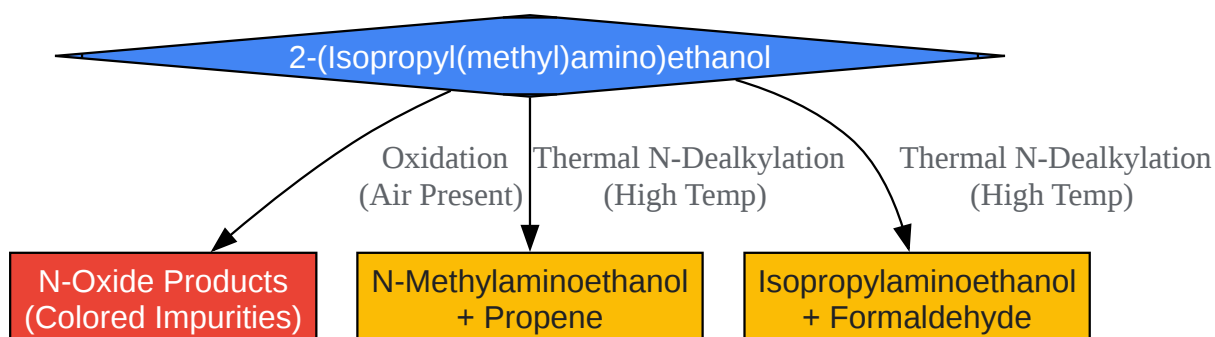 2-(Isopropyl(methyl)amino)ethanol
Oxidation
(Air Present)
Thermal N-Dealkylation
(High Temp)
Thermal N-Dealkylation
(High Temp)
N-Oxide Products
(Colored Impurities)
N-Methylaminoethanol
+ Propene
Isopropylaminoethanol
+ Formaldehyde